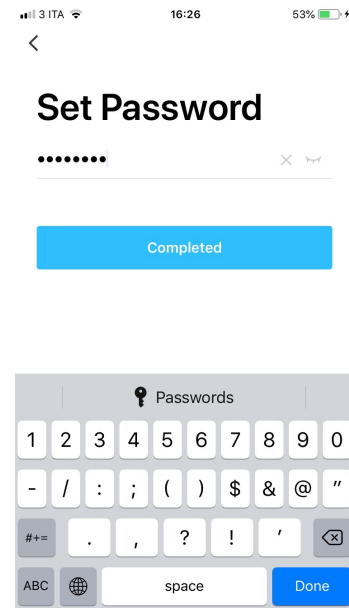 3 ITA 16:26 53%
Set Password
••••••••
Completed
Passwords
1 2 3 4 5 6 7 8 9 0
- / : ; ( ) $ & @ "
#+= . , ? ! ' 
ABC space Done